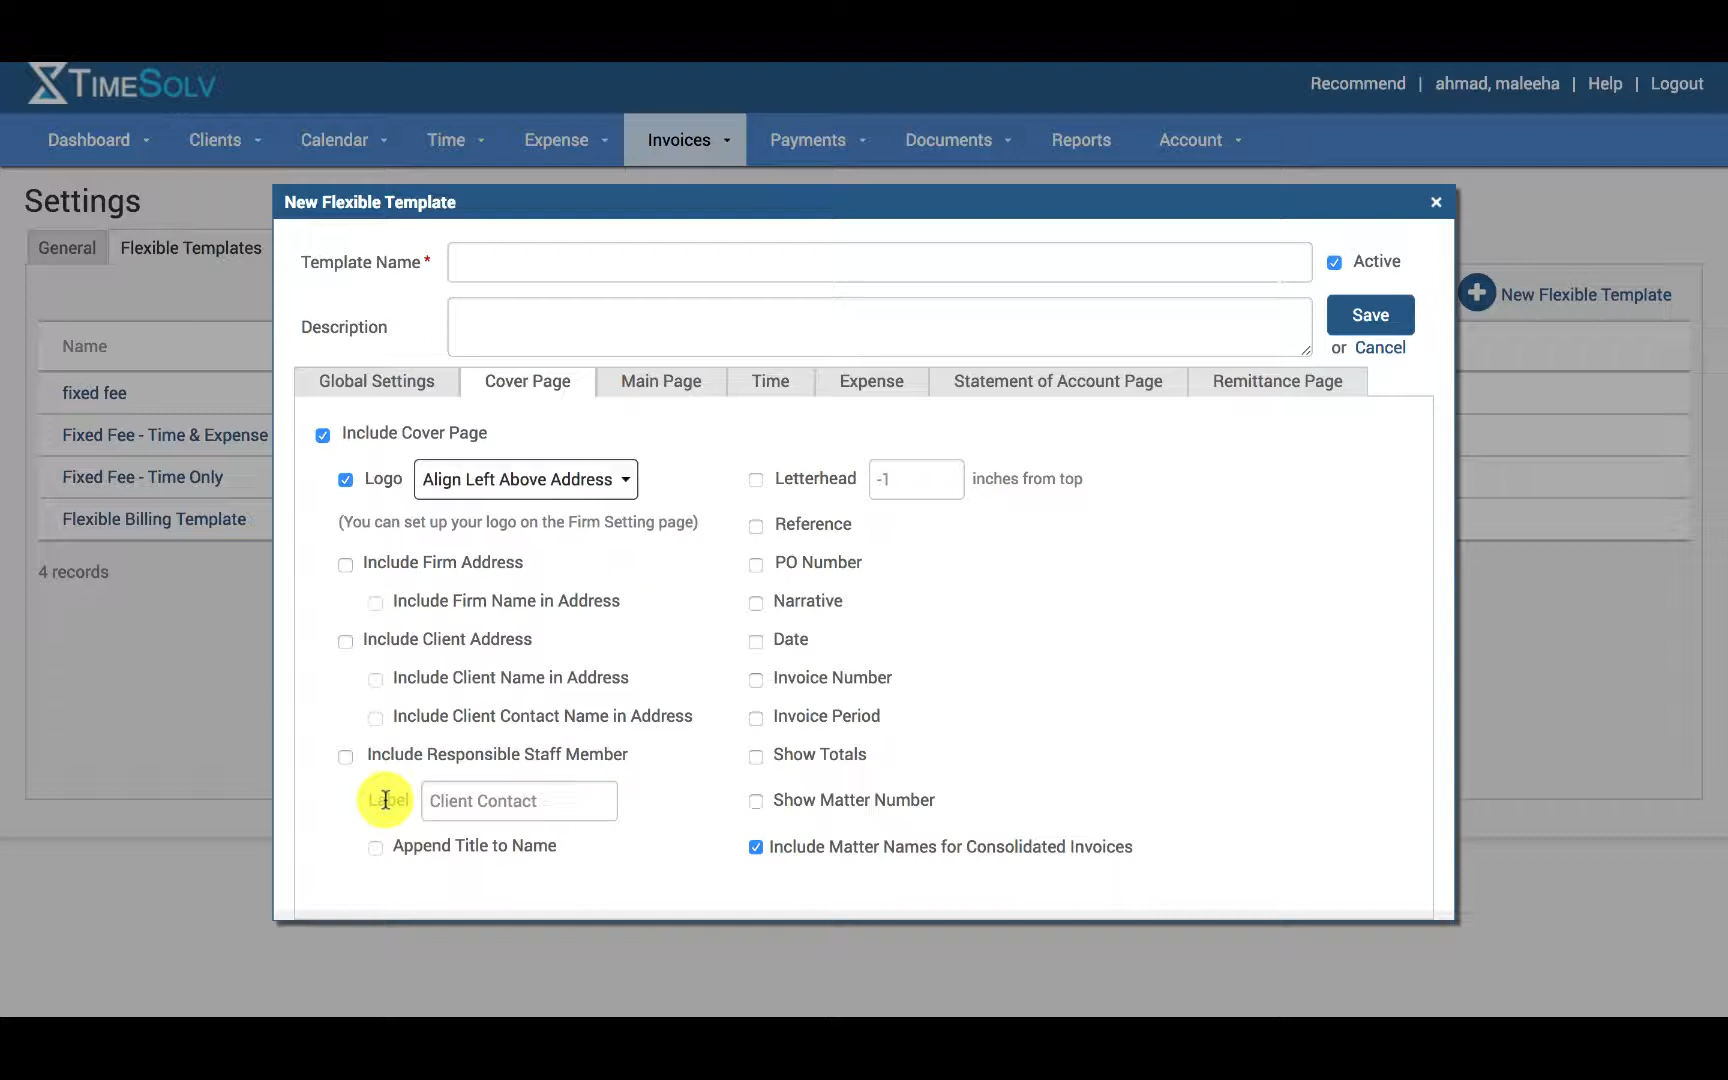 TIMESOLV
Recommend | ahmad, maleeha | Help | Logout
Dashboard Clients Calendar Time Expense Invoices Payments Documents Reports Account
Settings
General Flexible Templates
New Flexible Template
Name
fixed fee
Fixed Fee - Time & Expense
Fixed Fee - Time Only
Flexible Billing Template
4 records
New Flexible Template ×
Template Name* Active
Description Save
or Cancel
Global Settings Cover Page Main Page Time Expense Statement of Account Page Remittance Page
Include Cover Page
Logo Align Left Above Address
(You can set up your logo on the Firm Setting page)
Include Firm Address
Include Firm Name in Address
Include Client Address
Include Client Name in Address
Include Client Contact Name in Address
Include Responsible Staff Member
Label Client Contact
Append Title to Name
Letterhead -1 inches from top
Reference
PO Number
Narrative
Date
Invoice Number
Invoice Period
Show Totals
Show Matter Number
Include Matter Names for Consolidated Invoices